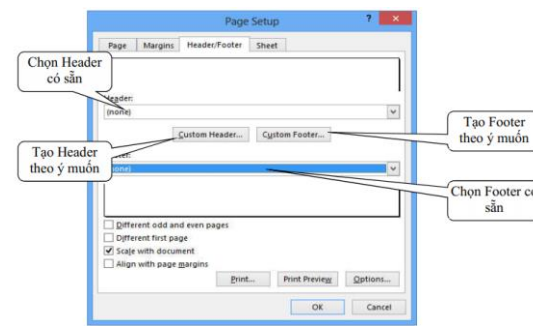 Page Setup
?
Page
Margins
Header/Footer
Sheet
Chọn Header
có sẵn
Header:
(none)
Custom Header...
Custom Footer...
Tạo Footer
theo ý muốn
Tạo Header
theo ý muốn
(none)
Chọn Footer có
sẵn
Different odd and even pages
Different first page
Scale with document
Align with page margins
Print...
Print Preview
Options...
OK
Cancel